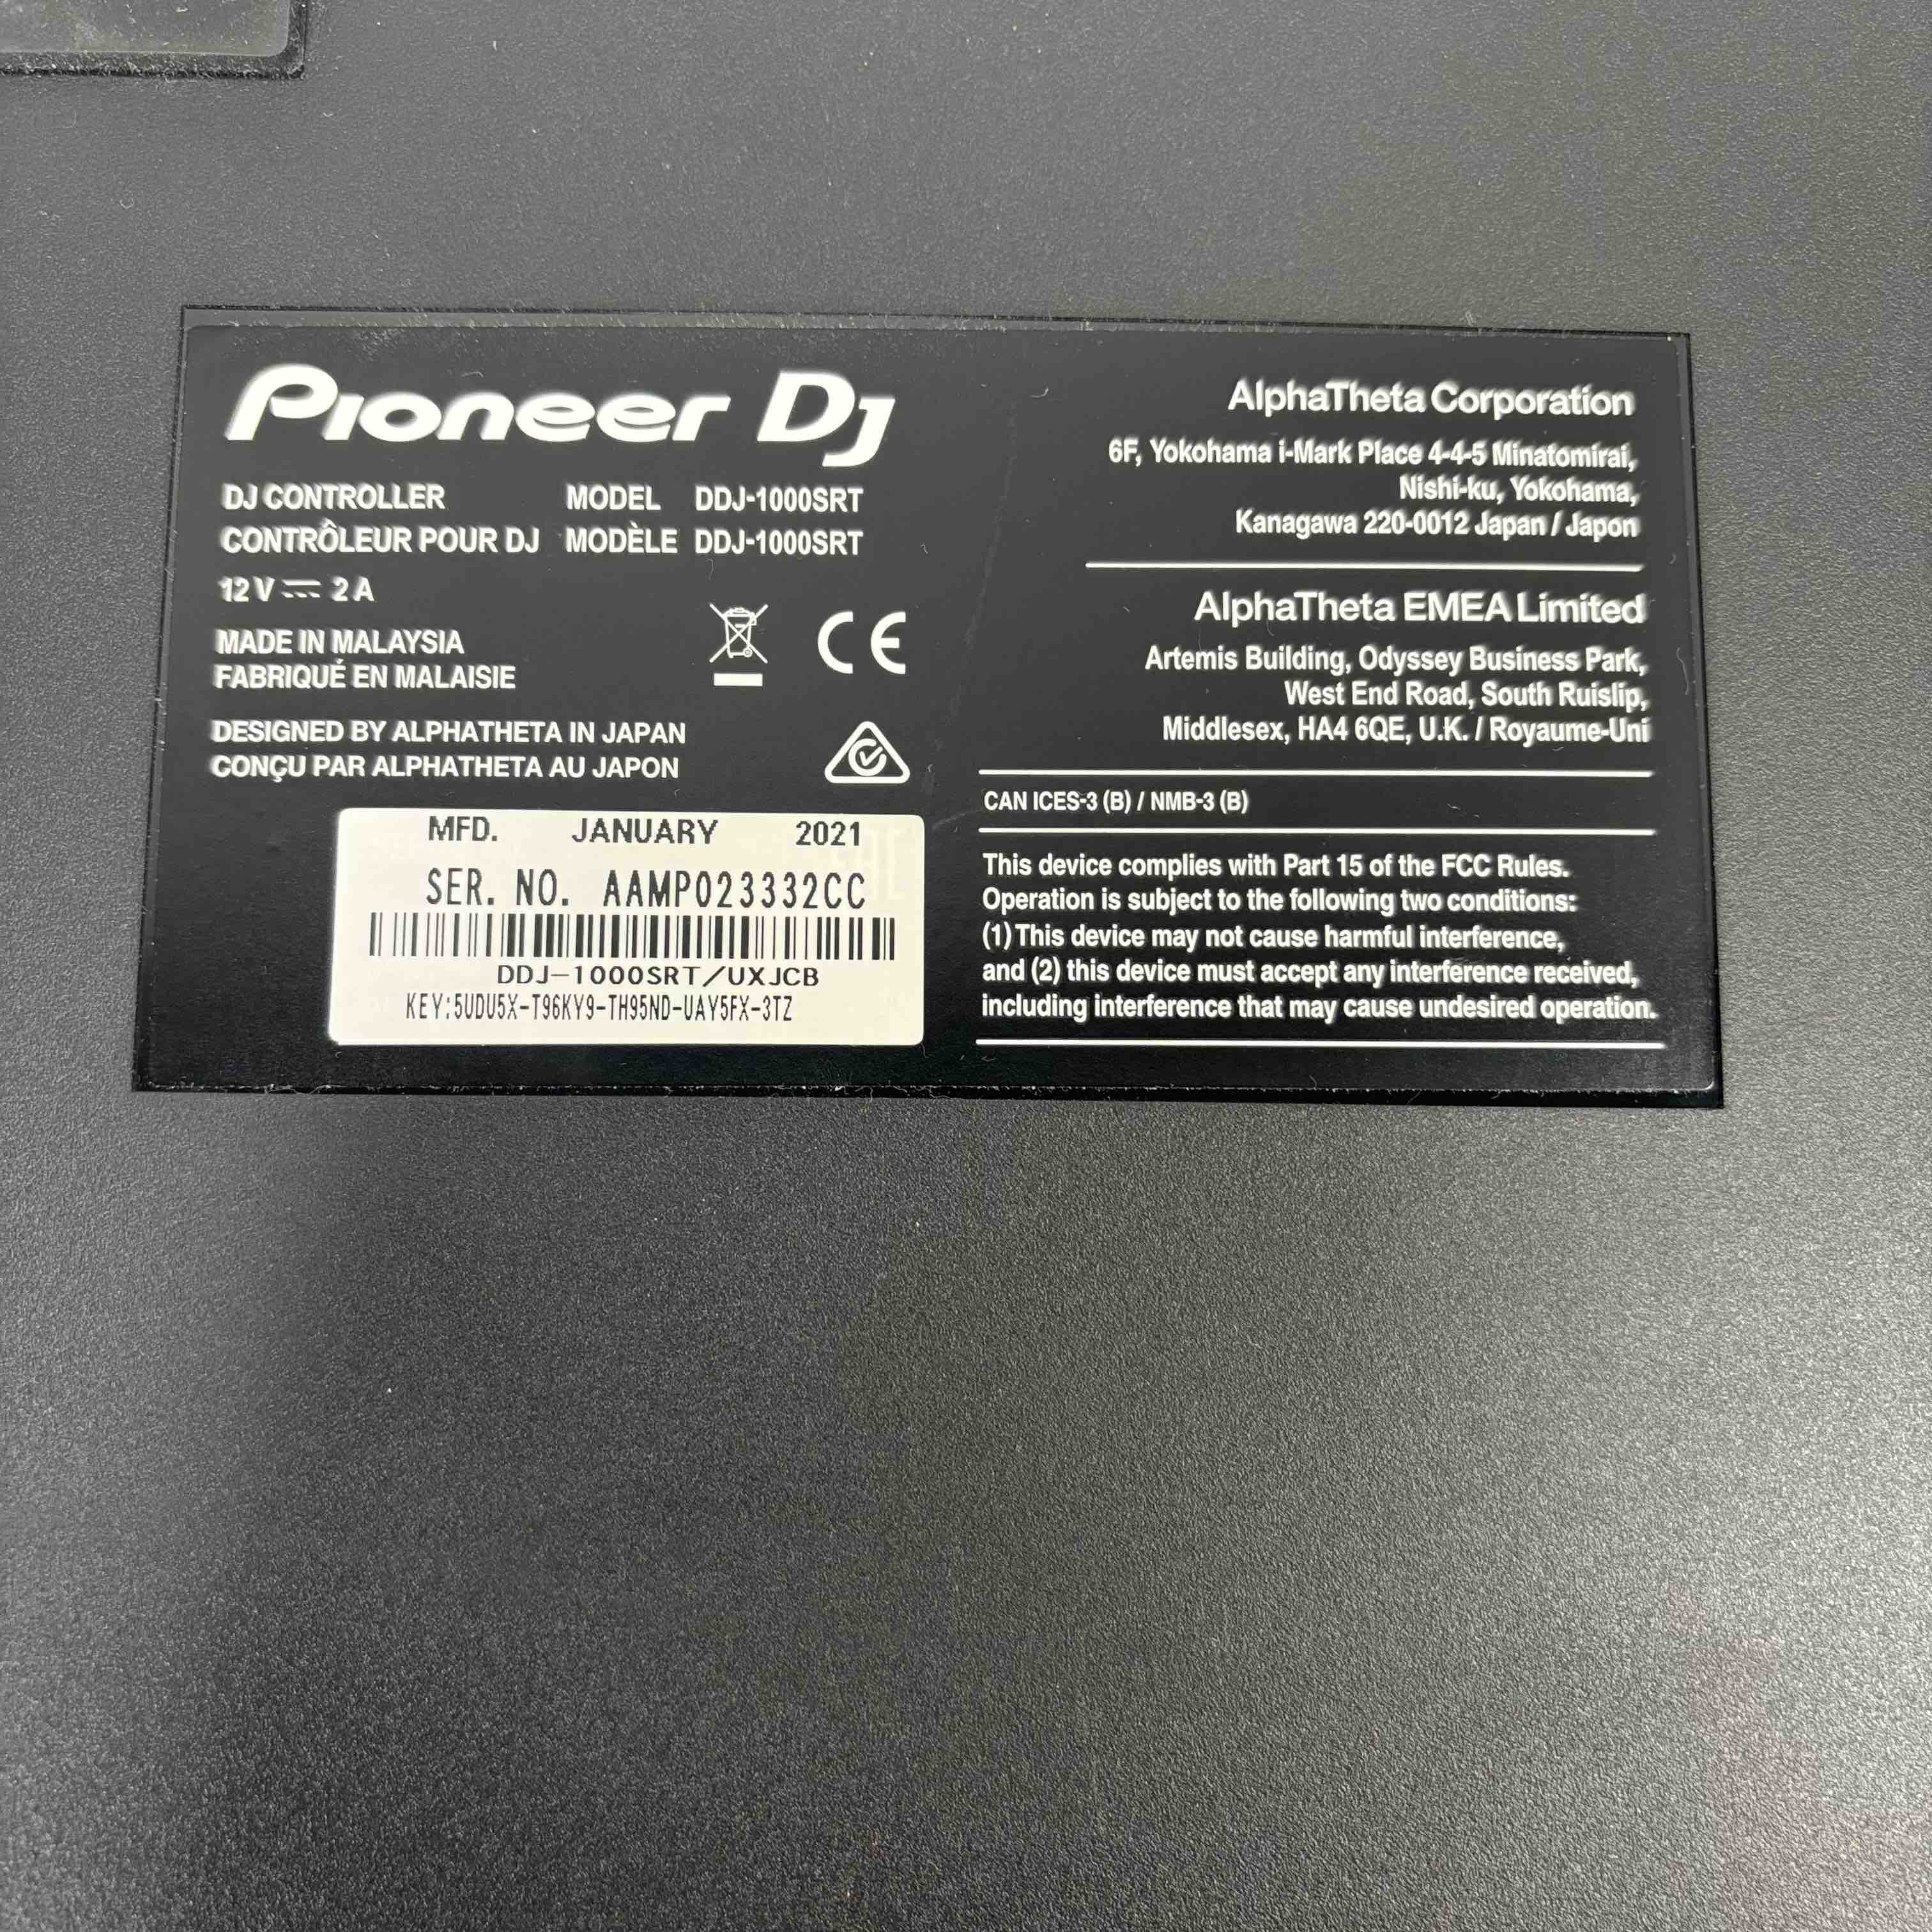 Pioneer DJ
DJ CONTROLLER MODEL DDJ-1000SRT
CONTRÔLEUR POUR DJ MODÈLE DDJ-1000SRT
12 V ⎓ 2 A
MADE IN MALAYSIA
FABRIQUÉ EN MALAISIE
CE
DESIGNED BY ALPHATHETA IN JAPAN
CONÇU PAR ALPHATHETA AU JAPON
MFD. JANUARY 2021
SER. NO. AAMP023332CC
DDJ-1000SRT/UXJCB
KEY:5UDU5X-T96KY9-TH95ND-UAY5FX-3TZ
AlphaTheta Corporation
6F, Yokohama i-Mark Place 4-4-5 Minatomirai,
Nishi-ku, Yokohama,
Kanagawa 220-0012 Japan / Japon
AlphaTheta EMEA Limited
Artemis Building, Odyssey Business Park,
West End Road, South Ruislip,
Middlesex, HA4 6QE, U.K. / Royaume-Uni
CAN ICES-3 (B) / NMB-3 (B)
This device complies with Part 15 of the FCC Rules.
Operation is subject to the following two conditions:
(1) This device may not cause harmful interference,
and (2) this device must accept any interference received,
including interference that may cause undesired operation.